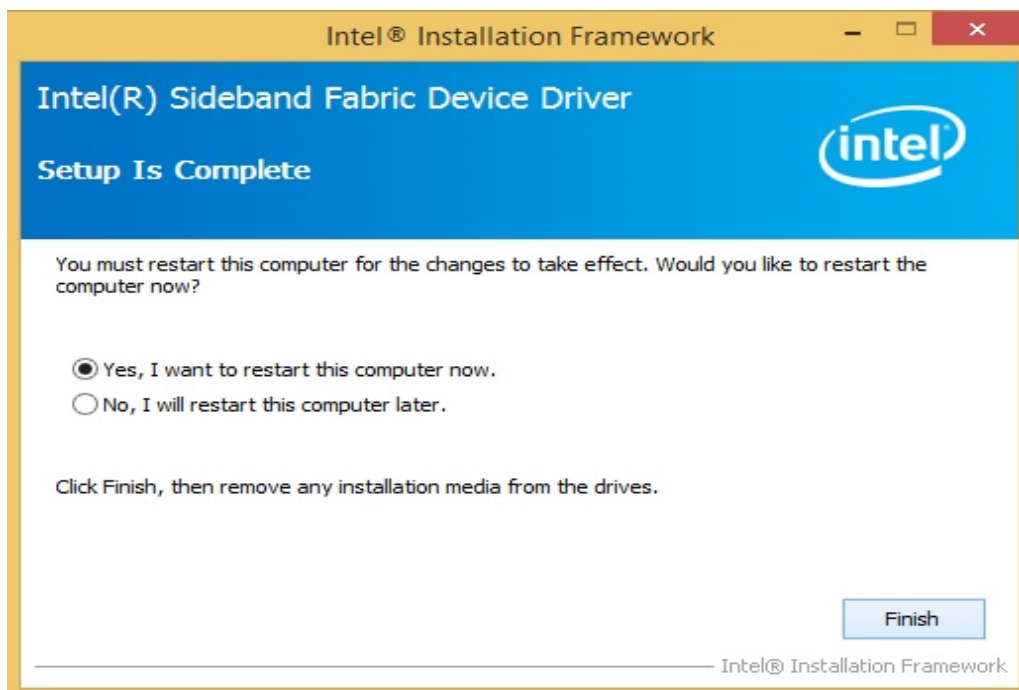 Intel® Installation Framework
Intel(R) Sideband Fabric Device Driver
intel
Setup Is Complete
You must restart this computer for the changes to take effect. Would you like to restart the
computer now?
Yes, I want to restart this computer now.
No, I will restart this computer later.
Click Finish, then remove any installation media from the drives.
Finish
Intel® Installation Framework